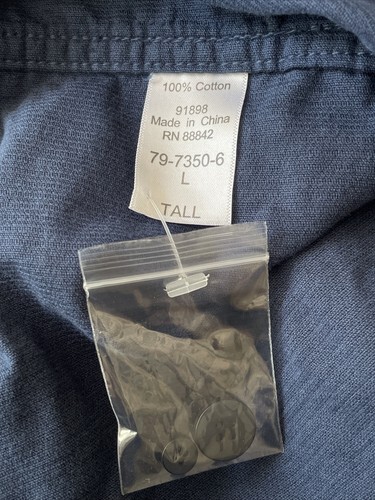 100% Cotton
91898
Made in China
RN 88842
79-7350-6
L
TALL